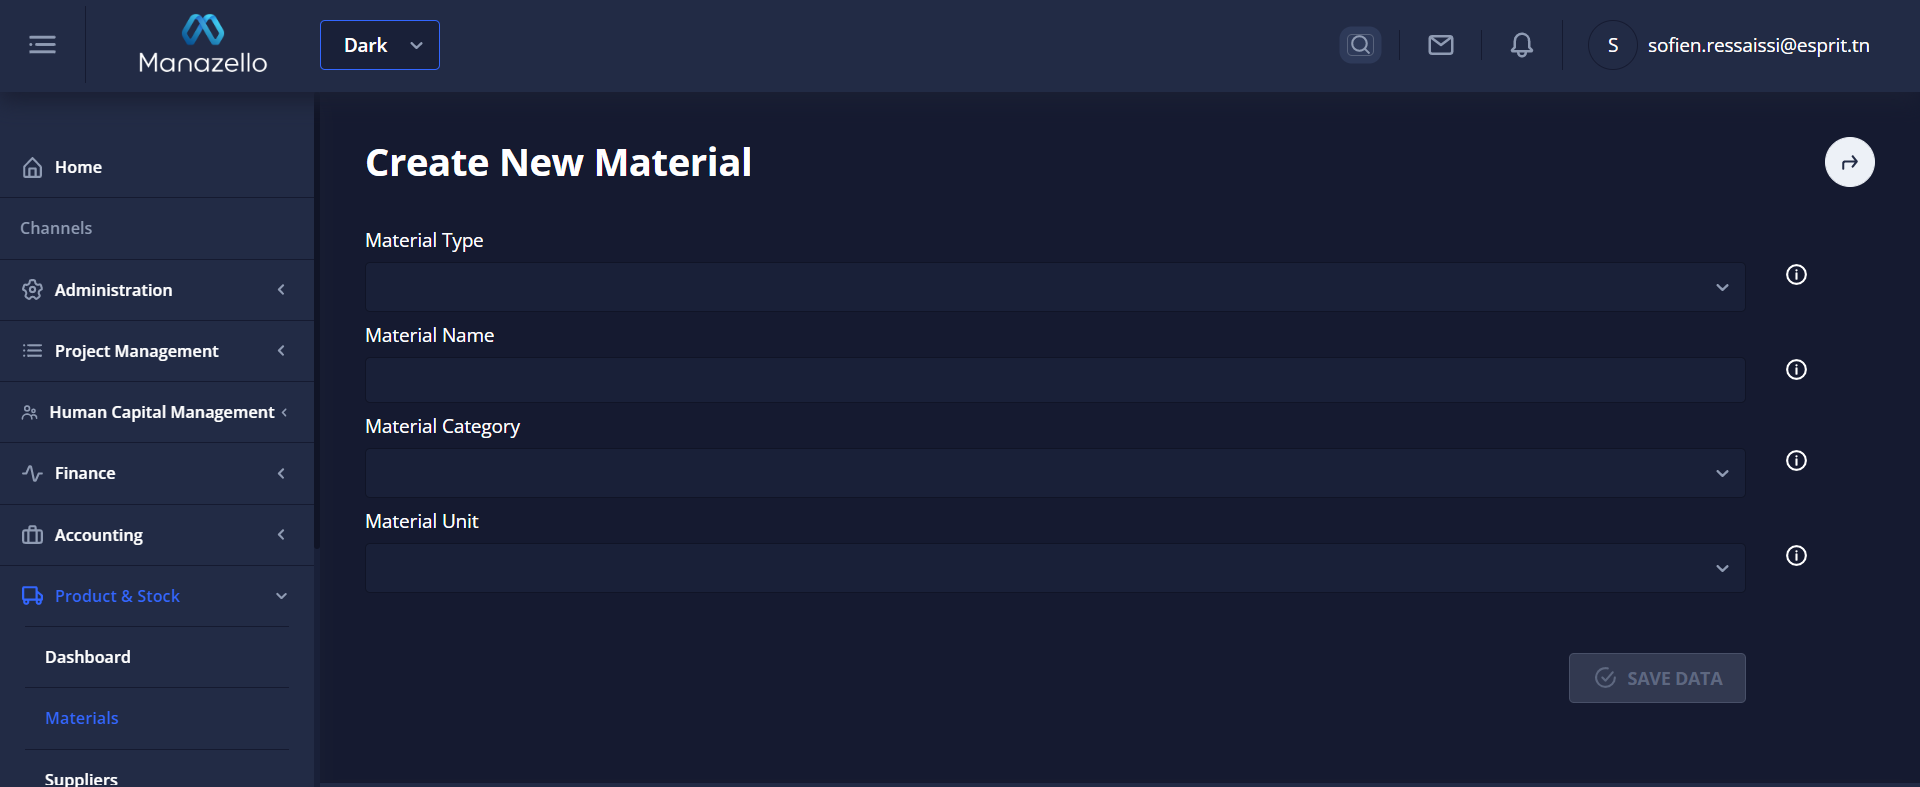 Manazello
Dark
S
sofien.ressaissi@esprit.tn
Home
Channels
Administration
Project Management
Human Capital Management
Finance
Accounting
Product & Stock
Dashboard
Materials
Suppliers
Create New Material
Material Type
Material Name
Material Category
Material Unit
SAVE DATA